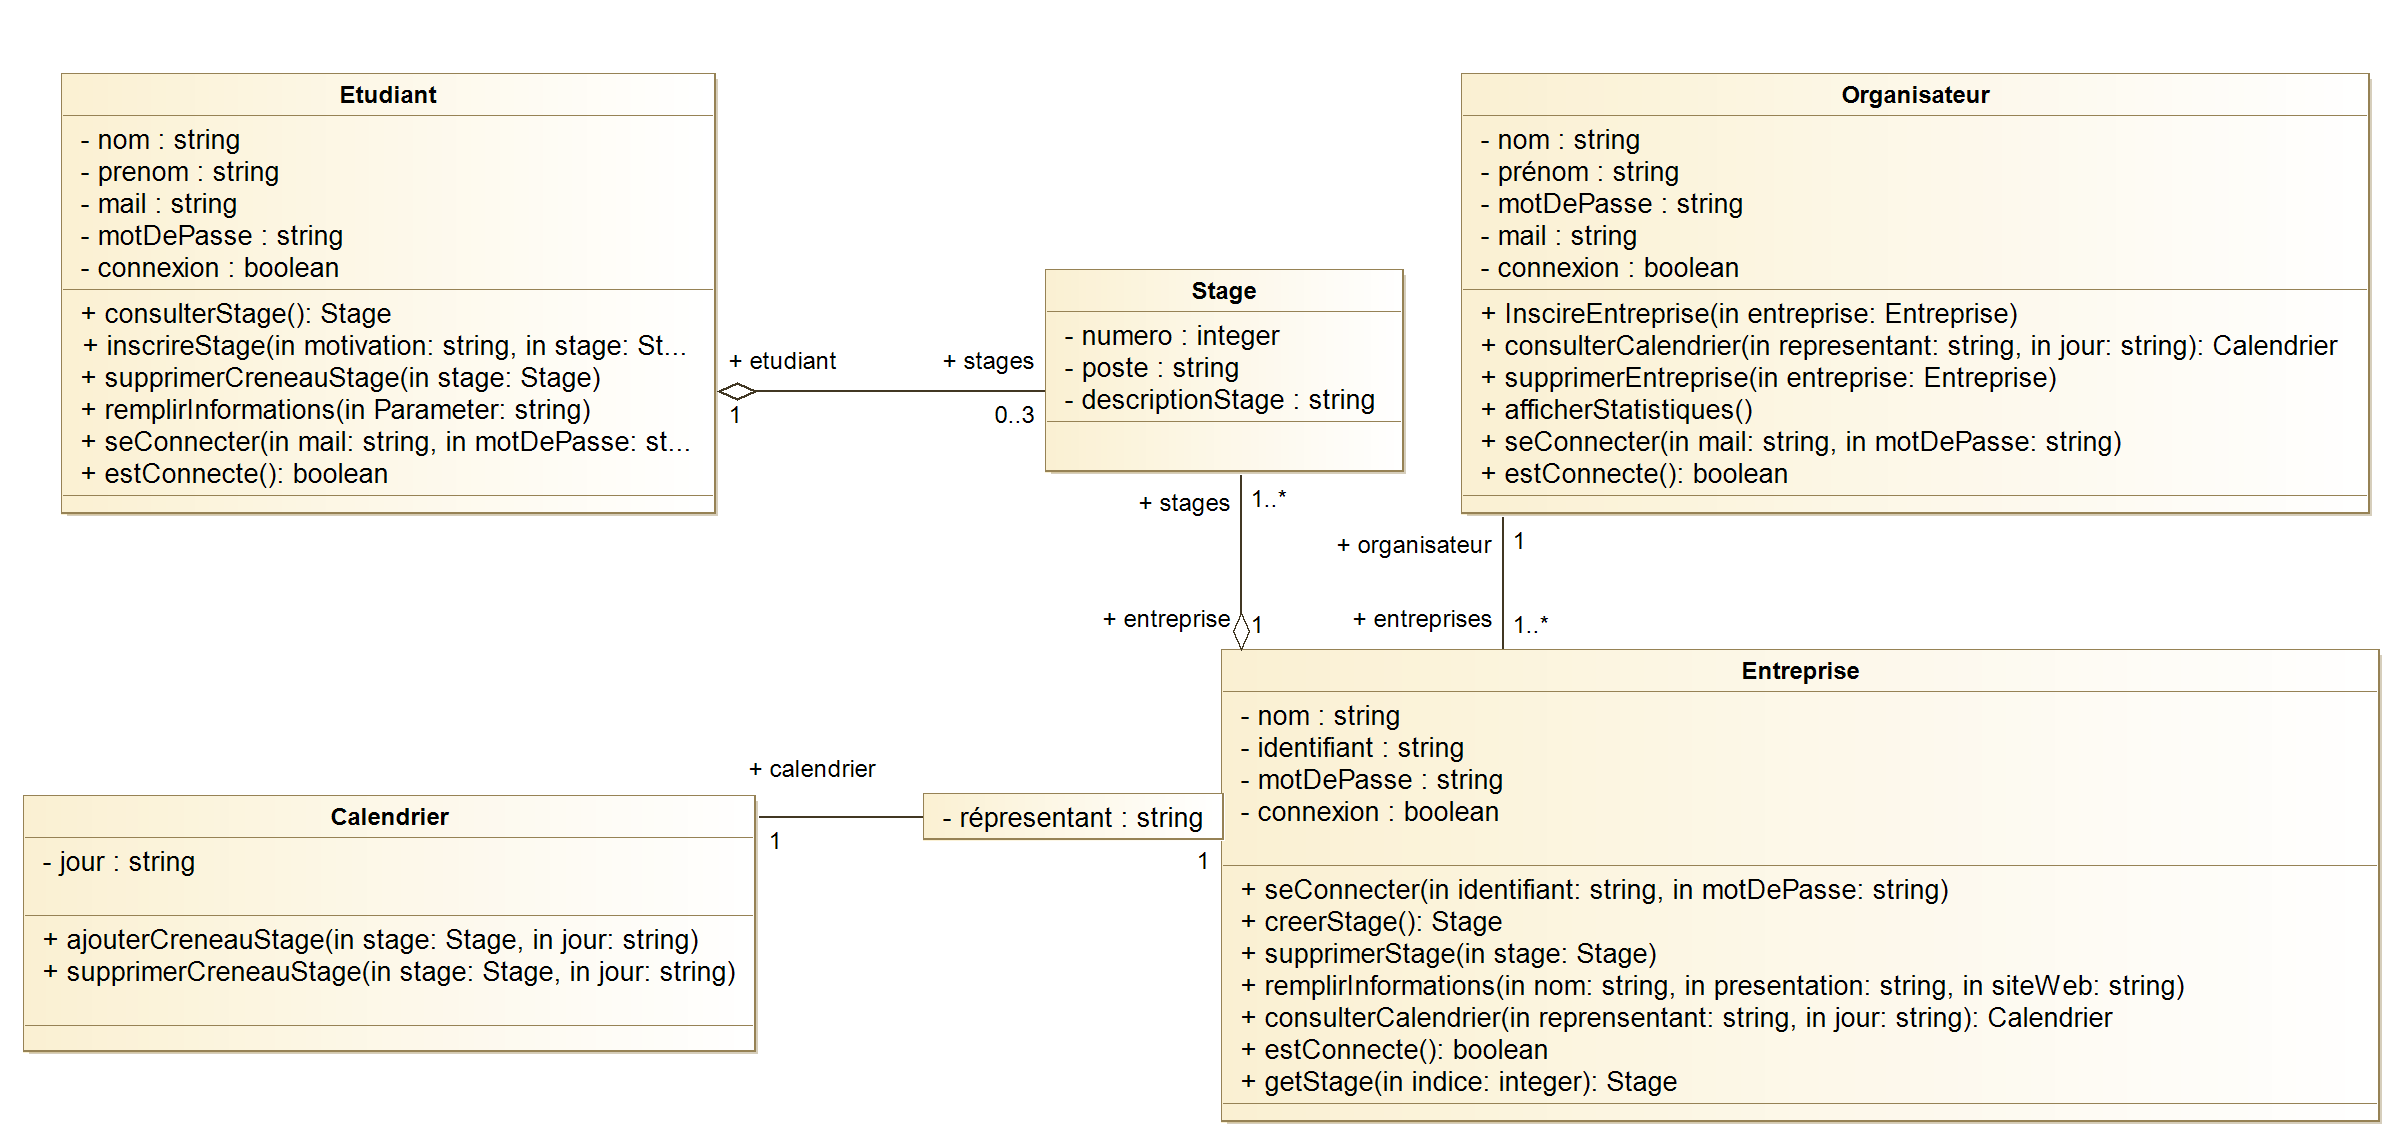 Etudiant
- nom : string
- prenom : string
- mail : string
- motDePasse : string
- connexion : boolean
+ consulterStage(): Stage
+ inscrireStage(in motivation: string, in stage: St...
+ supprimerCreneauStage(in stage: Stage)
+ remplirInformations(in Parameter: string)
+ seConnecter(in mail: string, in motDePasse: st...
+ estConnecte(): boolean
+ etudiant
1
+ stages
0..3
Stage
- numero : integer
- poste : string
- descriptionStage : string
Organisateur
- nom : string
- prénom : string
- motDePasse : string
- mail : string
- connexion : boolean
+ InscireEntreprise(in entreprise: Entreprise)
+ consulterCalendrier(in representant: string, in jour: string): Calendrier
+ supprimerEntreprise(in entreprise: Entreprise)
+ afficherStatistiques()
+ seConnecter(in mail: string, in motDePasse: string)
+ estConnecte(): boolean
+ stages
1..*
+ entreprise
1
+ organisateur
1
+ entreprises
1..*
Calendrier
- jour : string
+ ajouterCreneauStage(in stage: Stage, in jour: string)
+ supprimerCreneauStage(in stage: Stage, in jour: string)
+ calendrier
1
- répresentant : string
1
Entreprise
- nom : string
- identifiant : string
- motDePasse : string
- connexion : boolean
+ seConnecter(in identifiant: string, in motDePasse: string)
+ creerStage(): Stage
+ supprimerStage(in stage: Stage)
+ remplirInformations(in nom: string, in presentation: string, in siteWeb: string)
+ consulterCalendrier(in reprensentant: string, in jour: string): Calendrier
+ estConnecte(): boolean
+ getStage(in indice: integer): Stage